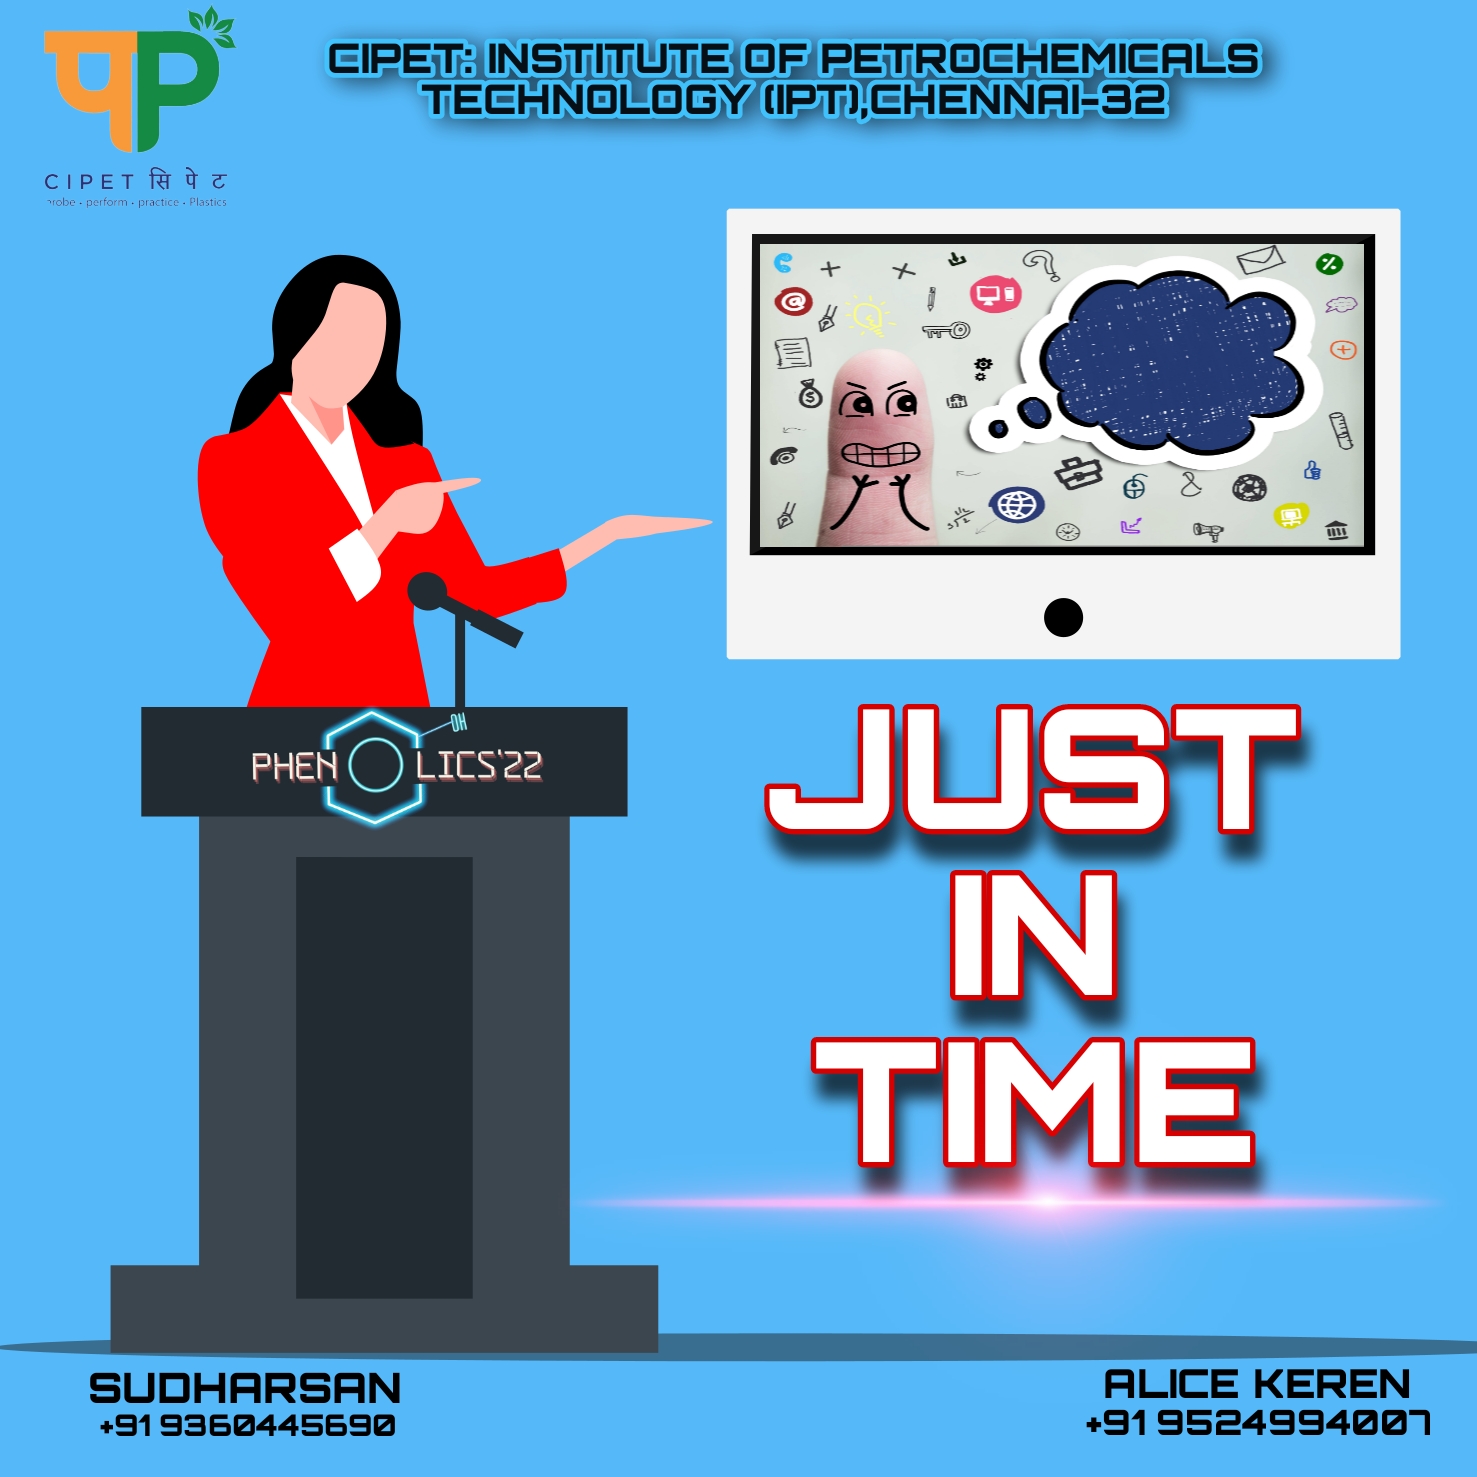 CIPET: INSTITUTE OF PETROCHEMICALS
TECHNOLOGY (IPT),CHENNAI-32
CIPET सिपेट
probe • perform • practice • Plastics
PHEN LICS'22
OH
JUST
IN
TIME
SUDHARSAN
+91 9360445690
ALICE KEREN
+91 9524994007